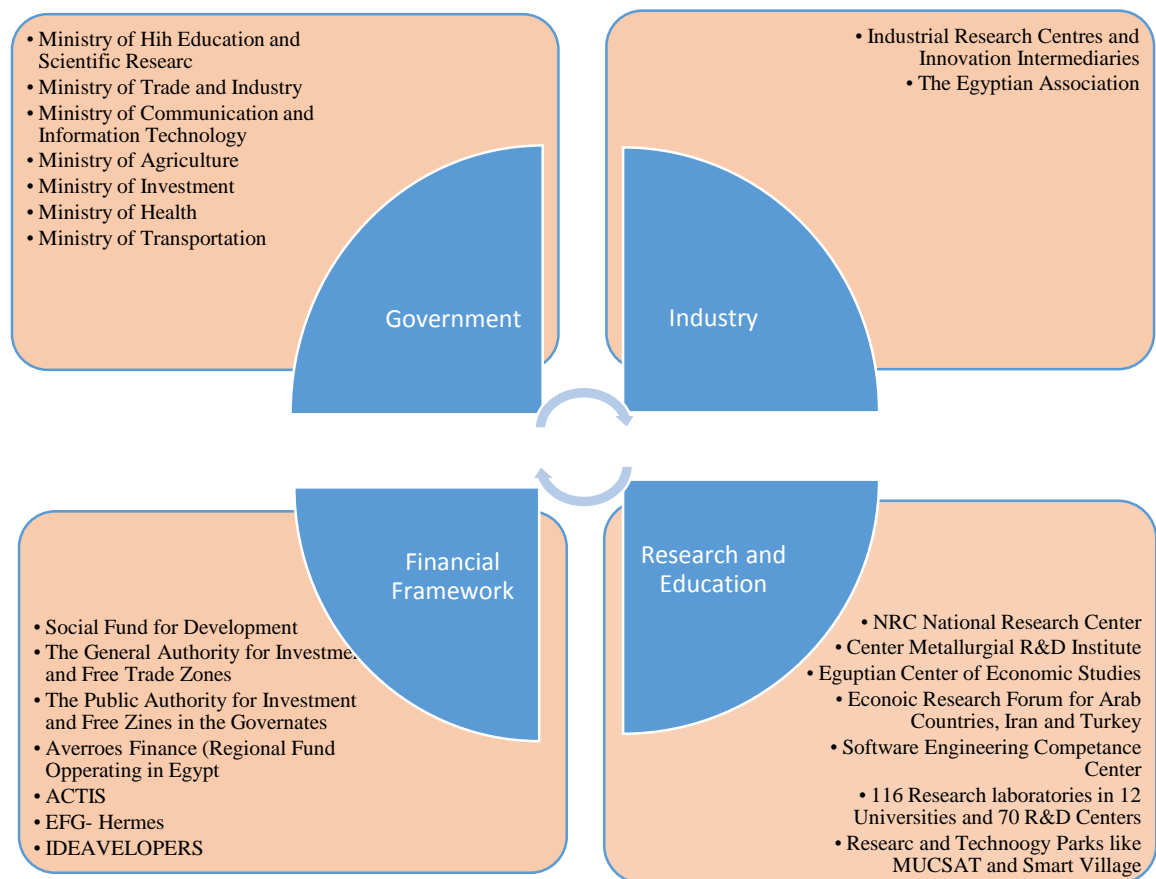 • Ministry of Hih Education and
Scientific Researc
• Ministry of Trade and Industry
• Ministry of Communication and
Information Technology
• Ministry of Agriculture
• Ministry of Investment
• Ministry of Health
• Ministry of Transportation
Government
• Industrial Research Centres and
Innovation Intermediaries
• The Egyptian Association
Industry
Financial
Framework
• Social Fund for Development
• The General Authority for Investmen
and Free Trade Zones
• The Public Authority for Investment
and Free Zines in the Governates
• Averroes Finance (Regional Fund
Opperating in Egypt
• ACTIS
• EFG- Hermes
• IDEAVELOPERS
Research and
Education
• NRC National Research Center
• Center Metallurgial R&D Institute
• Eguptian Center of Economic Studies
• Econoic Research Forum for Arab
Countries, Iran and Turkey
• Software Engineering Competance
Center
• 116 Research laboratories in 12
Universities and 70 R&D Centers
• Researc and Technoogy Parks like
MUCSAT and Smart Village